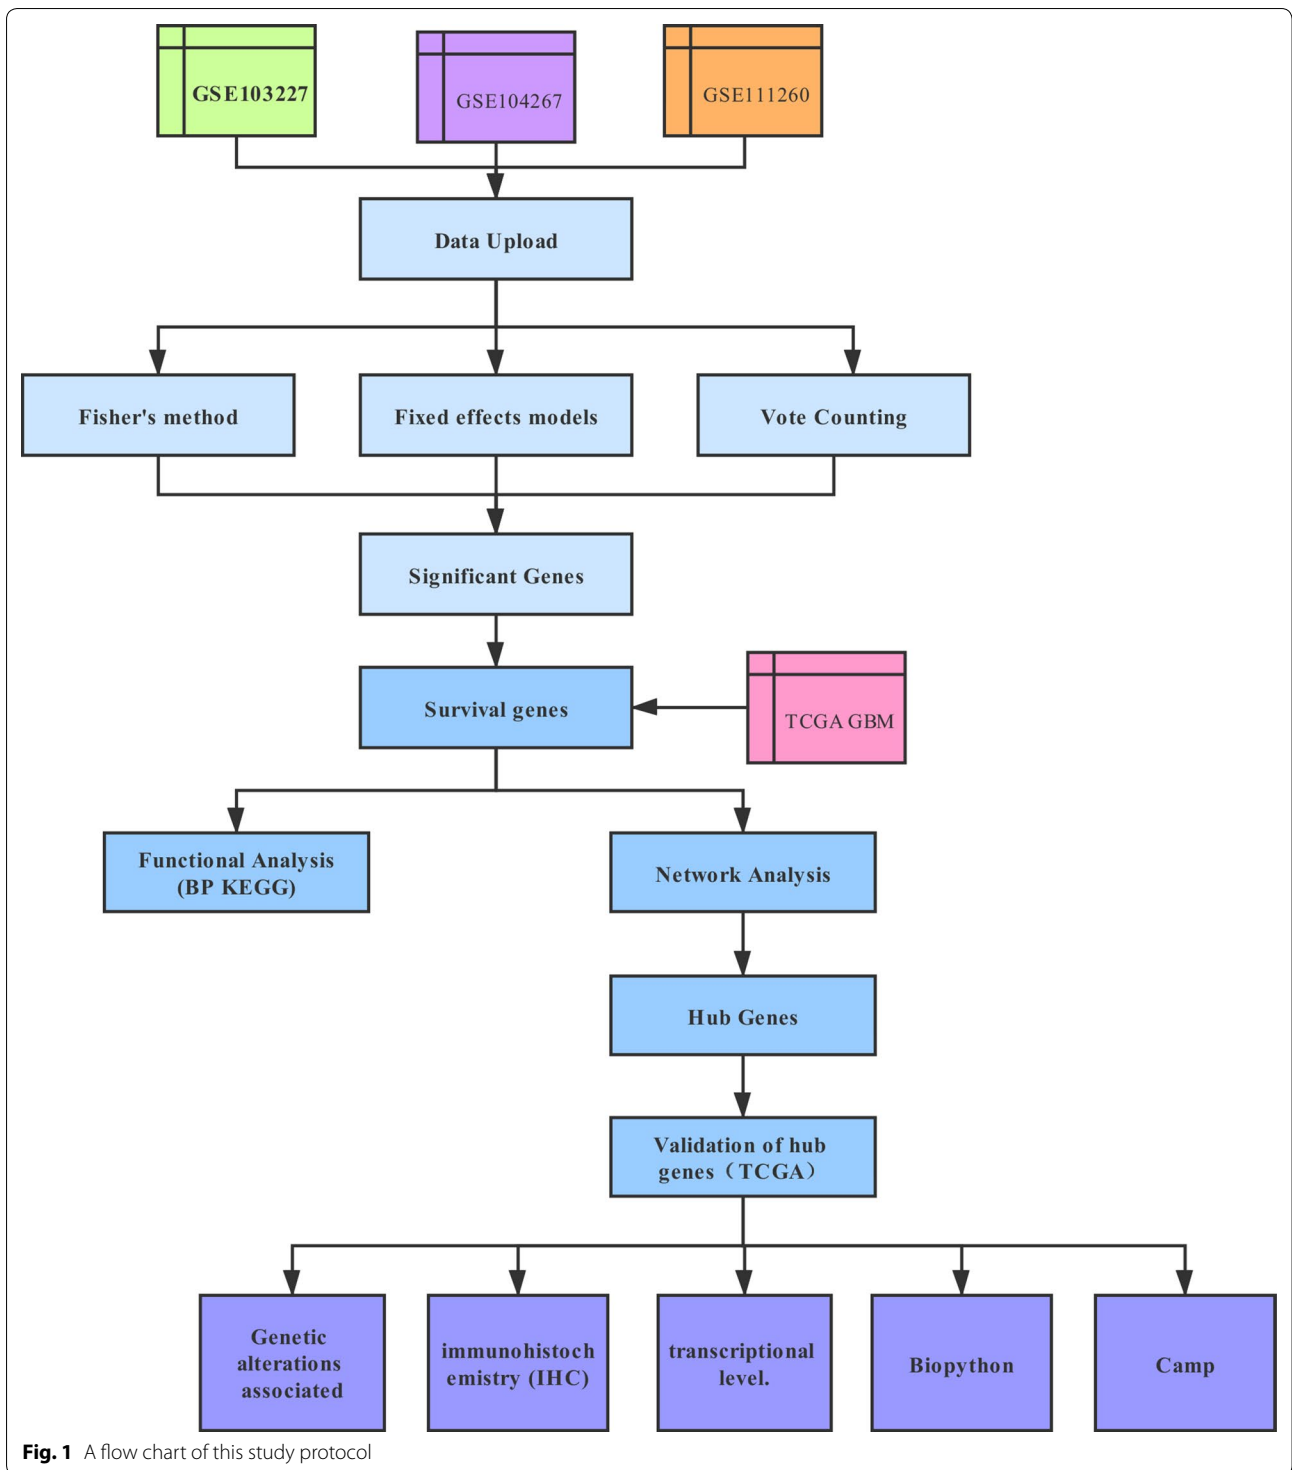 GSE103227
GSE104267
GSE111260
Data Upload
Fisher's method
Fixed effects models
Vote Counting
Significant Genes
Survival genes
TCGA GBM
Functional Analysis
(BP KEGG)
Network Analysis
Hub Genes
Validation of hub
genes（TCGA）
Genetic
alterations
associated
immunohistoch
emistry (IHC)
transcriptional
level.
Biopython
Camp
Fig. 1 A flow chart of this study protocol